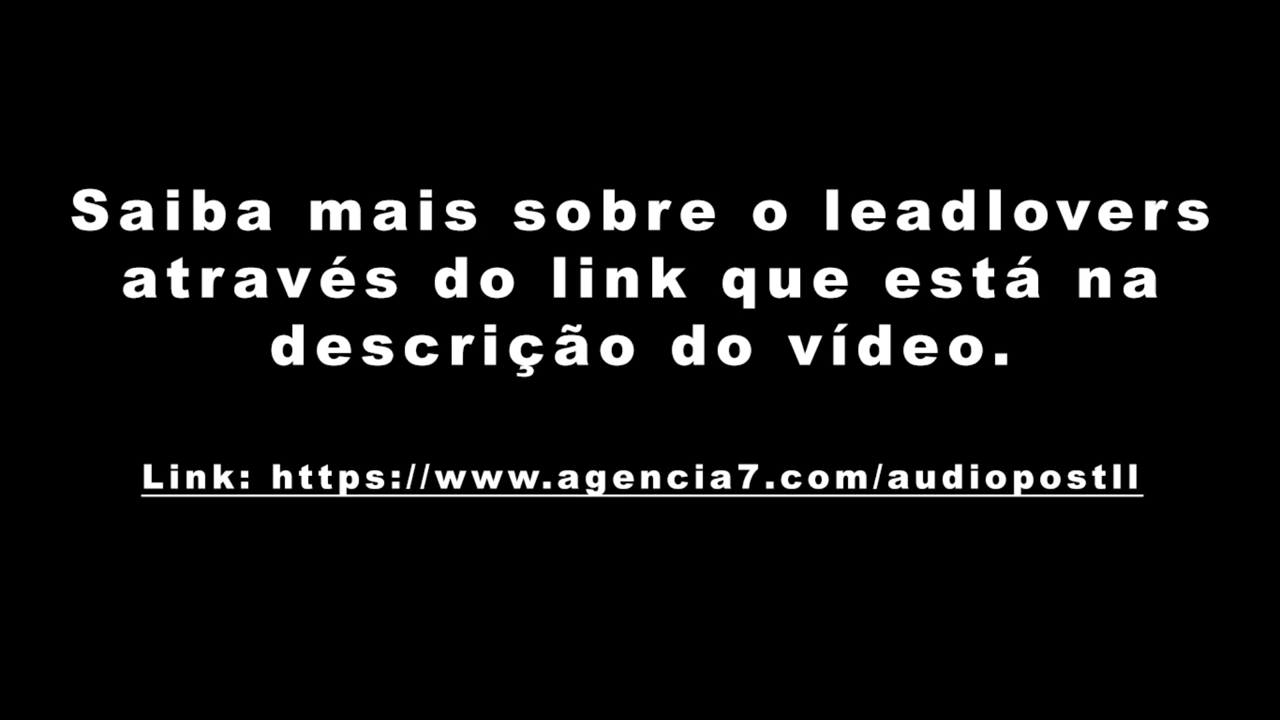 Saiba mais sobre o leadlovers
através do link que está na
descrição do vídeo.
Link: https://www.agencia7.com/audiopostll